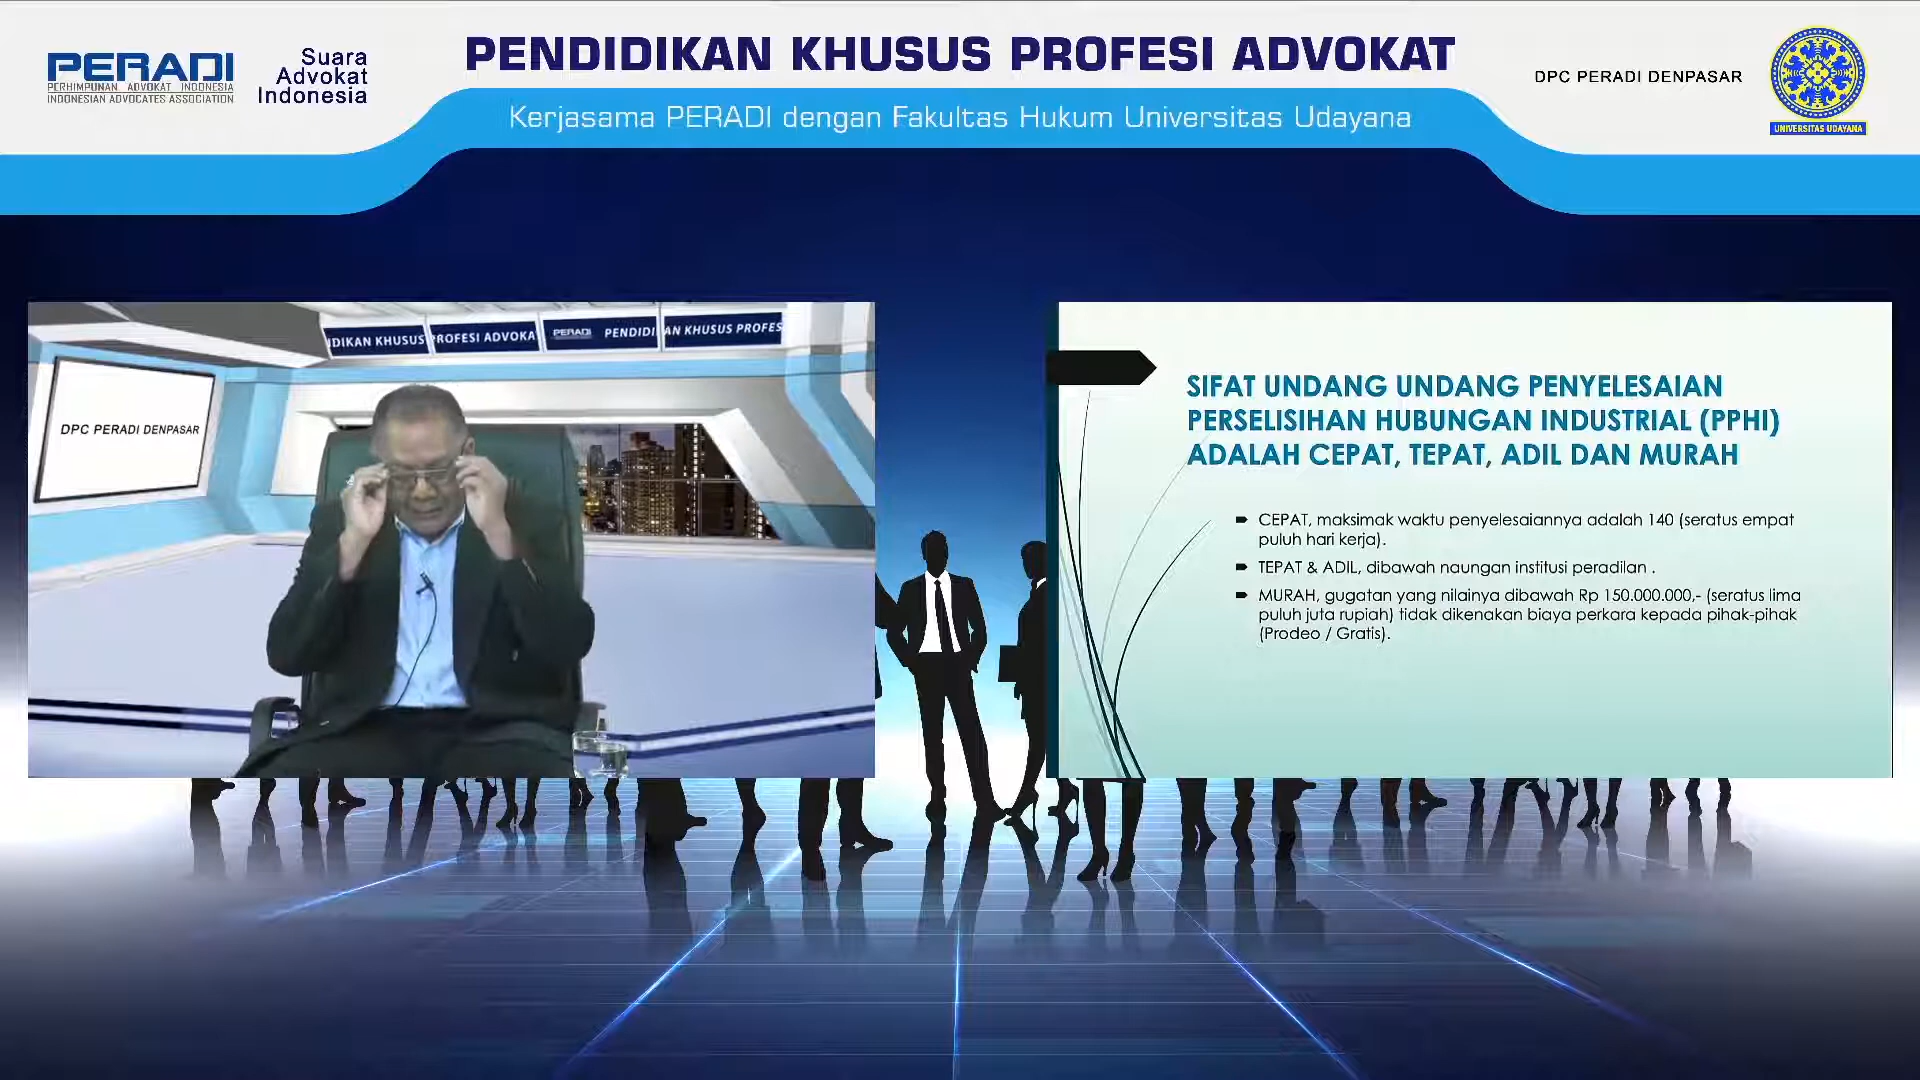 PERADI
PERHIMPUNAN ADVOKAT INDONESIA
INDONESIAN ADVOCATES ASSOCIATION
Suara
Advokat
Indonesia
PENDIDIKAN KHUSUS PROFESI ADVOKAT
Kerjasama PERADI dengan Fakultas Hukum Universitas Udayana
DPC PERADI DENPASAR
UNIVERSITAS UDAYANA
IDIKAN KHUSUS PROFESI ADVOKA PERADI PENDIDI AN KHUSUS PROFES
DPC PERADI DENPASAR
SIFAT UNDANG UNDANG PENYELESAIAN
PERSELISIHAN HUBUNGAN INDUSTRIAL (PPHI)
ADALAH CEPAT, TEPAT, ADIL DAN MURAH
CEPAT, maksimak waktu penyelesaiannya adalah 140 (seratus empat
puluh hari kerja).
TEPAT & ADIL, dibawah naungan institusi peradilan .
MURAH, gugatan yang nilainya dibawah Rp 150.000.000,- (seratus lima
puluh juta rupiah) tidak dikenakan biaya perkara kepada pihak-pihak
(Prodeo / Gratis).